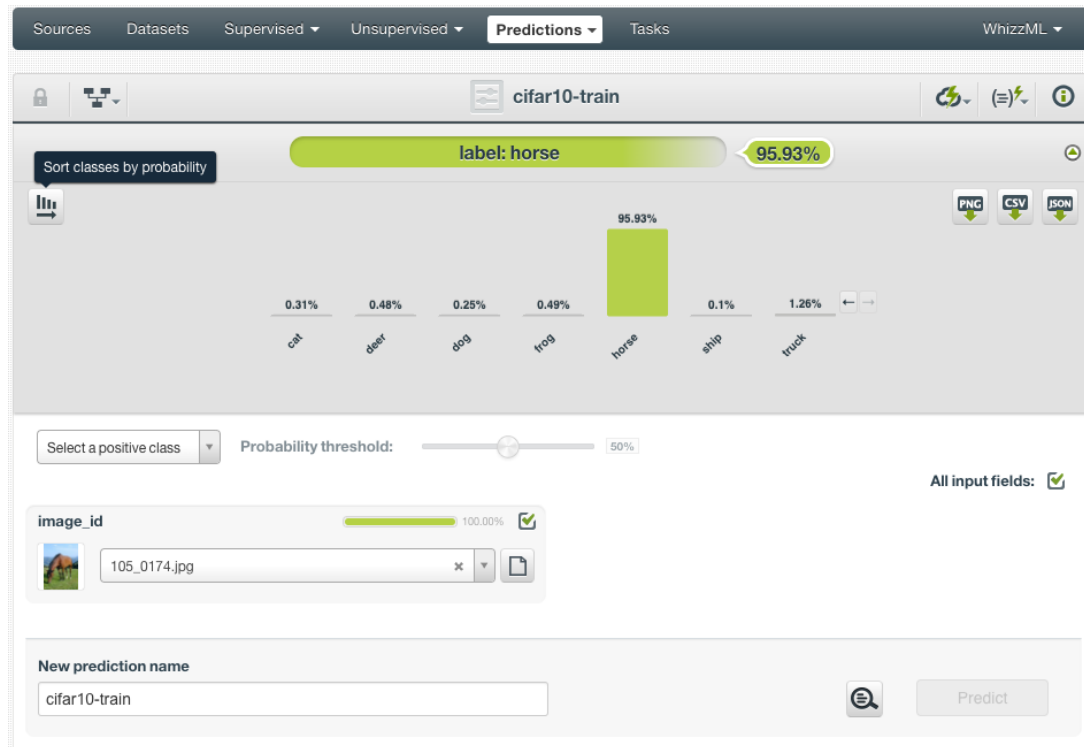 Sources Datasets Supervised Unsupervised Predictions Tasks WhizzML
cifar10-train
label: horse 95.93%
Sort classes by probability
PNG CSV JSON
95.93%
0.31% 0.48% 0.25% 0.49% 0.1% 1.26%
cat deer dog frog horse ship truck
Select a positive class Probability threshold: 50%
All input fields:
image_id 100.00%
105_0174.jpg
New prediction name
cifar10-train
Predict